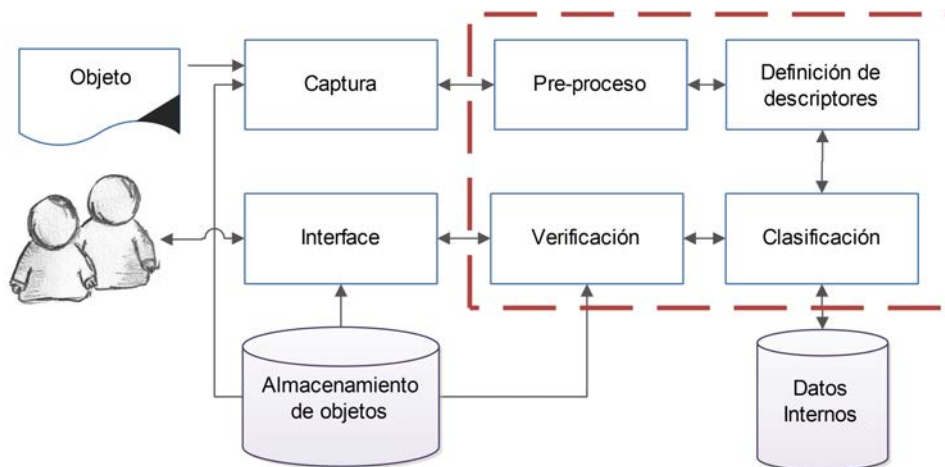 Objeto
Captura
Pre-proceso
Definición de
descriptores
Interface
Verificación
Clasificación
Almacenamiento
de objetos
Datos
Internos